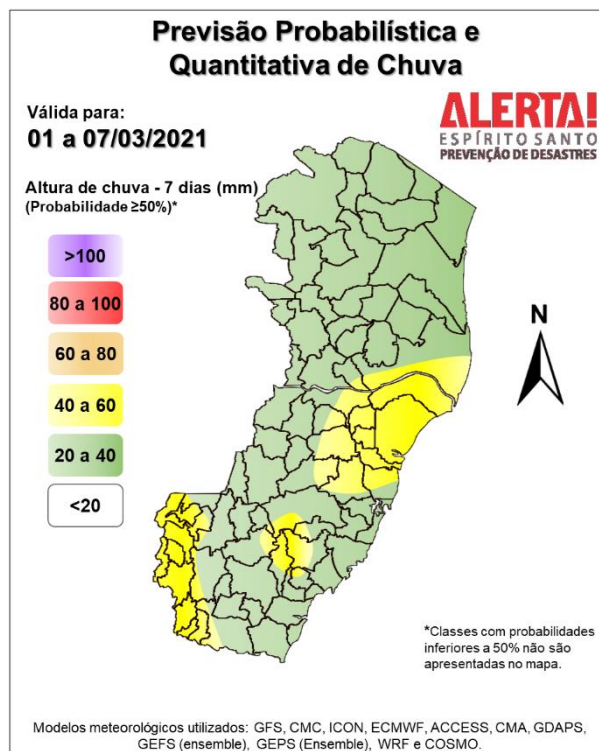 Previsão Probabilística e
Quantitativa de Chuva
Válida para:
01 a 07/03/2021
ALERTA!
ESPÍRITO SANTO
PREVENÇÃO DE DESASTRES
Altura de chuva - 7 dias (mm)
(Probabilidade ≥50%)*
>100
80 a 100
60 a 80
40 a 60
20 a 40
<20
N
*Classes com probabilidades
inferiores a 50% não são
apresentadas no mapa.
Modelos meteorológicos utilizados: GFS, CMC, ICON, ECMWF, ACCESS, CMA, GDAPS,
GEFS (ensemble), GEPS (Ensemble), WRF e COSMO.